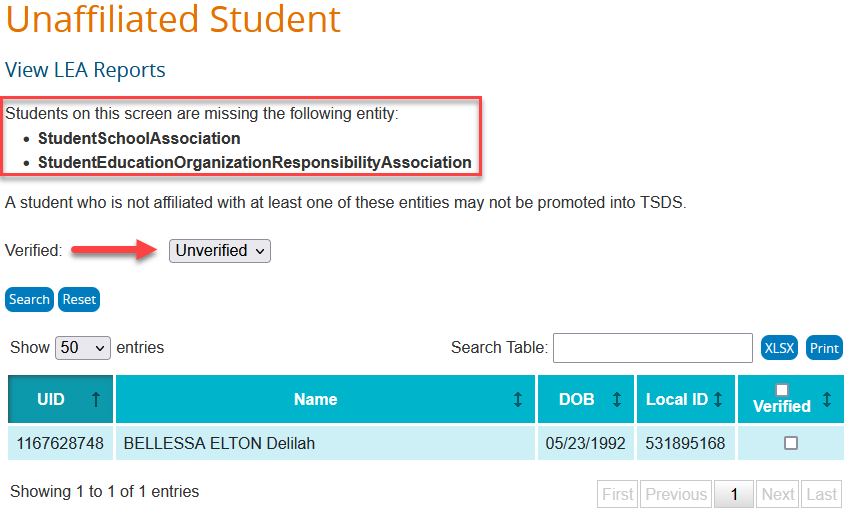 Unaffiliated Student
View LEA Reports
Students on this screen are missing the following entity:
• StudentSchoolAssociation
• StudentEducationOrganizationResponsibilityAssociation
A student who is not affiliated with at least one of these entities may not be promoted into TSDS.
Verified: Unverified
Search Reset
Show 50 entries Search Table: XLSX Print
UID Name DOB Local ID Verified
1167628748 BELLESSA ELTON Delilah 05/23/1992 531895168
Showing 1 to 1 of 1 entries First Previous 1 Next Last